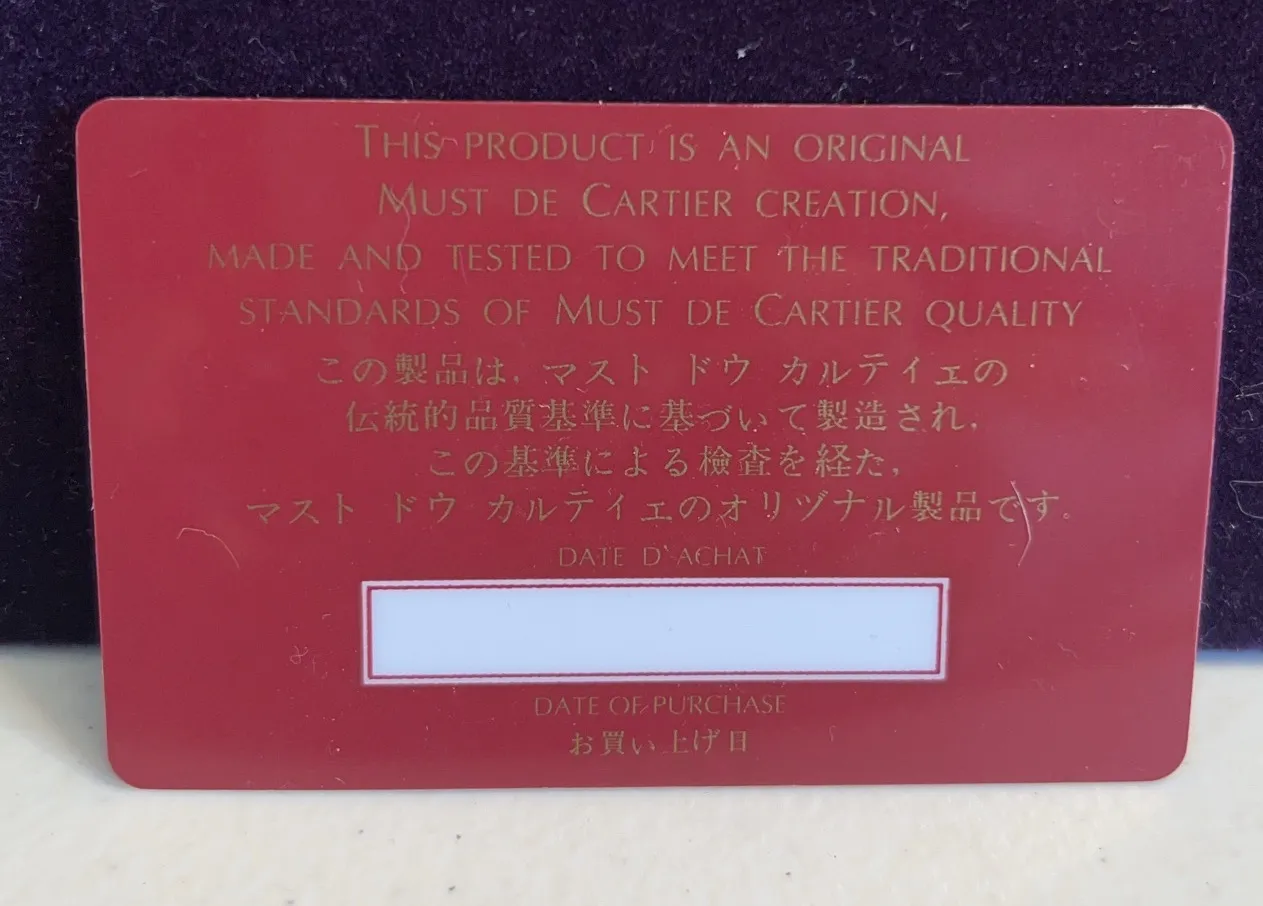 THIS PRODUCT IS AN ORIGINAL
MUST DE CARTIER CREATION,
MADE AND TESTED TO MEET THE TRADITIONAL
STANDARDS OF MUST DE CARTIER QUALITY
この製品は，マスト ドウ カルティエの
伝統的品質基準に基づいて製造され，
この基準による検査を経た，
マスト ドウ カルティエのオリヅナル製品です．
DATE D'ACHAT
DATE OF PURCHASE
お買い上げ日